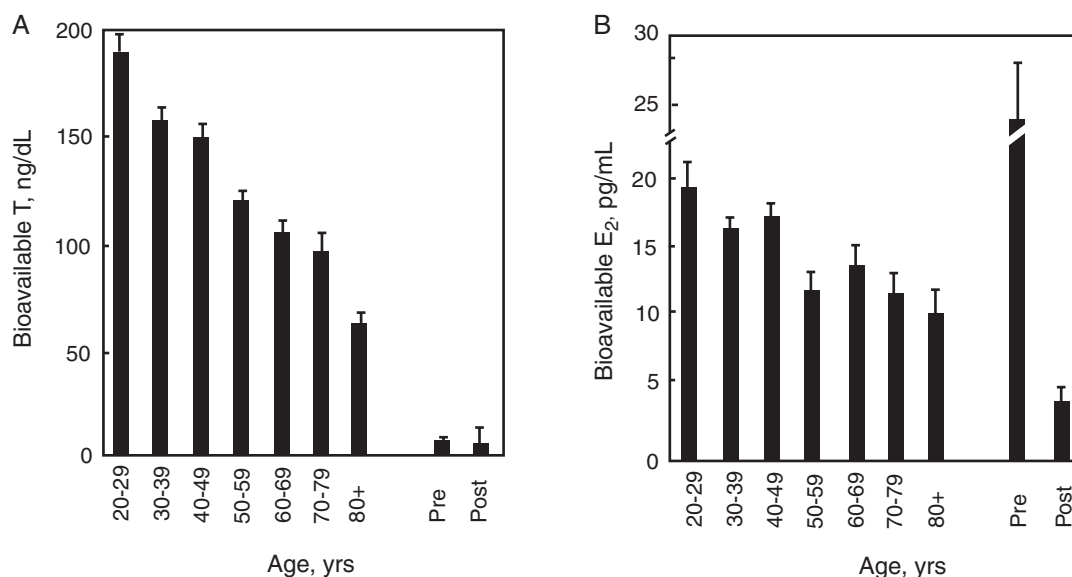 A
200
150
100
50
0
Bioavailable T, ng/dL
20-29
30-39
40-49
50-59
60-69
70-79
80+
Pre
Post
Age, yrs
B
30
25
20
15
10
5
0
Bioavailable E₂, pg/mL
20-29
30-39
40-49
50-59
60-69
70-79
80+
Pre
Post
Age, yrs